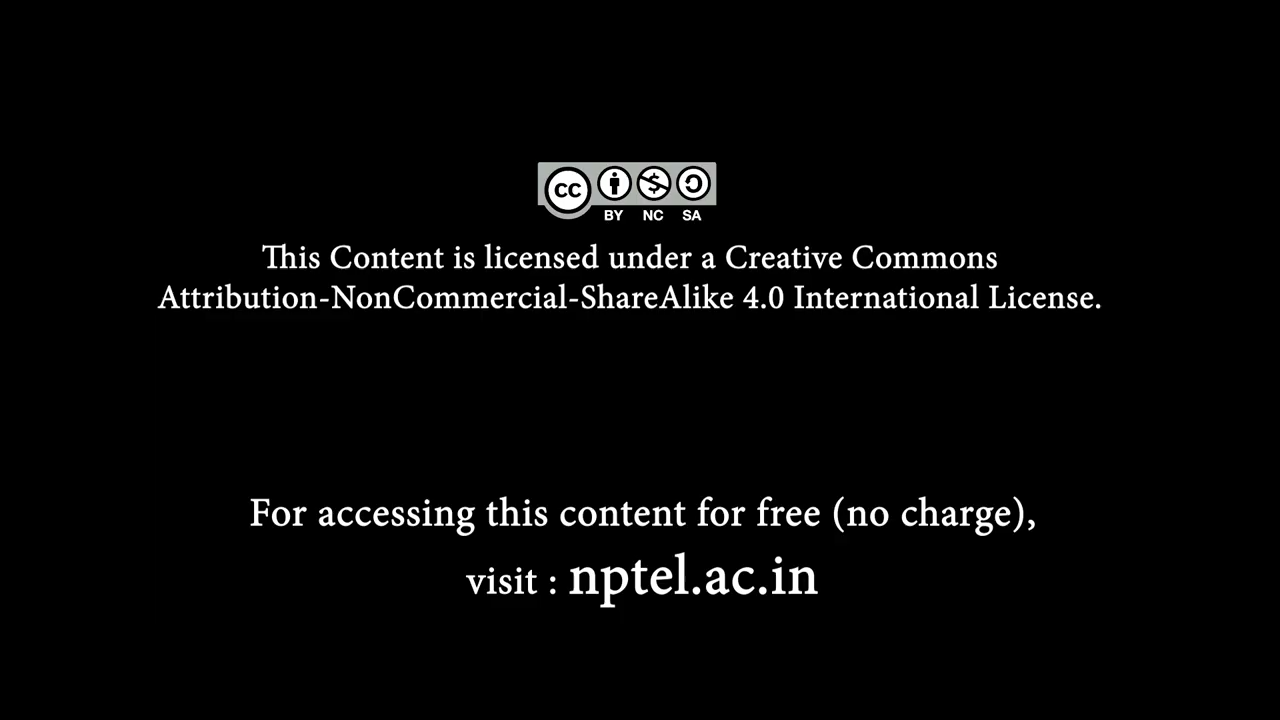 cc
BY NC SA
This Content is licensed under a Creative Commons
Attribution-NonCommercial-ShareAlike 4.0 International License.
For accessing this content for free (no charge),
visit : nptel.ac.in